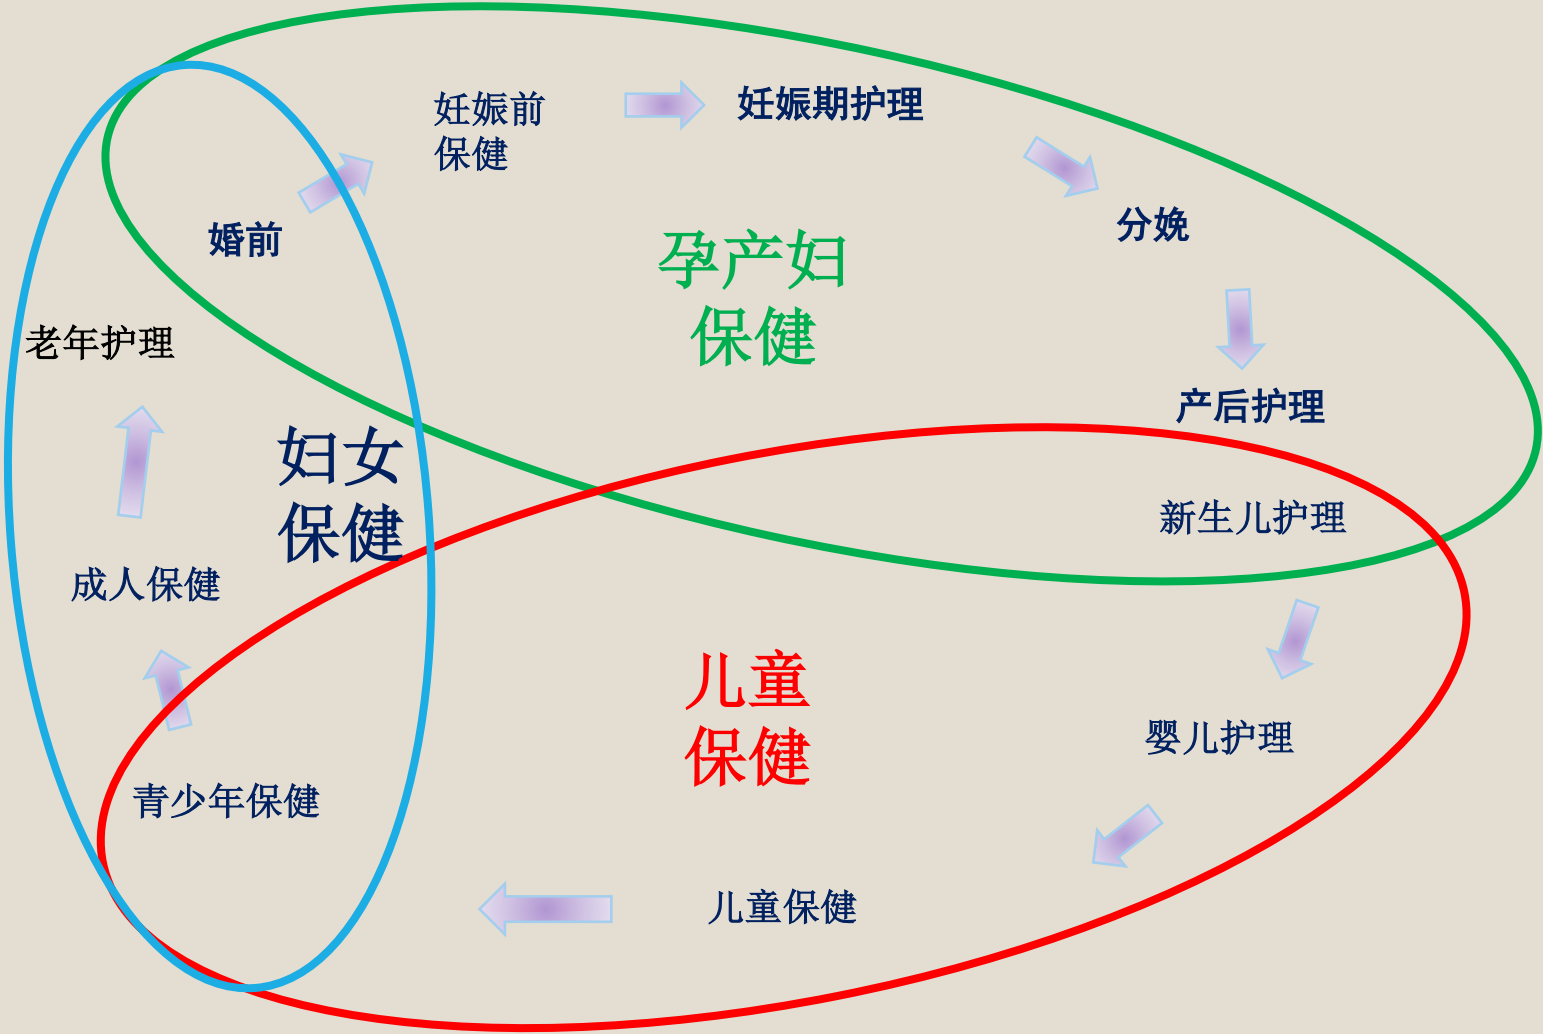 妊娠前
保健
妊娠期护理
分娩
婚前
孕产妇
保健
老年护理
产后护理
妇女
保健
新生儿护理
成人保健
儿童
保健
婴儿护理
青少年保健
儿童保健